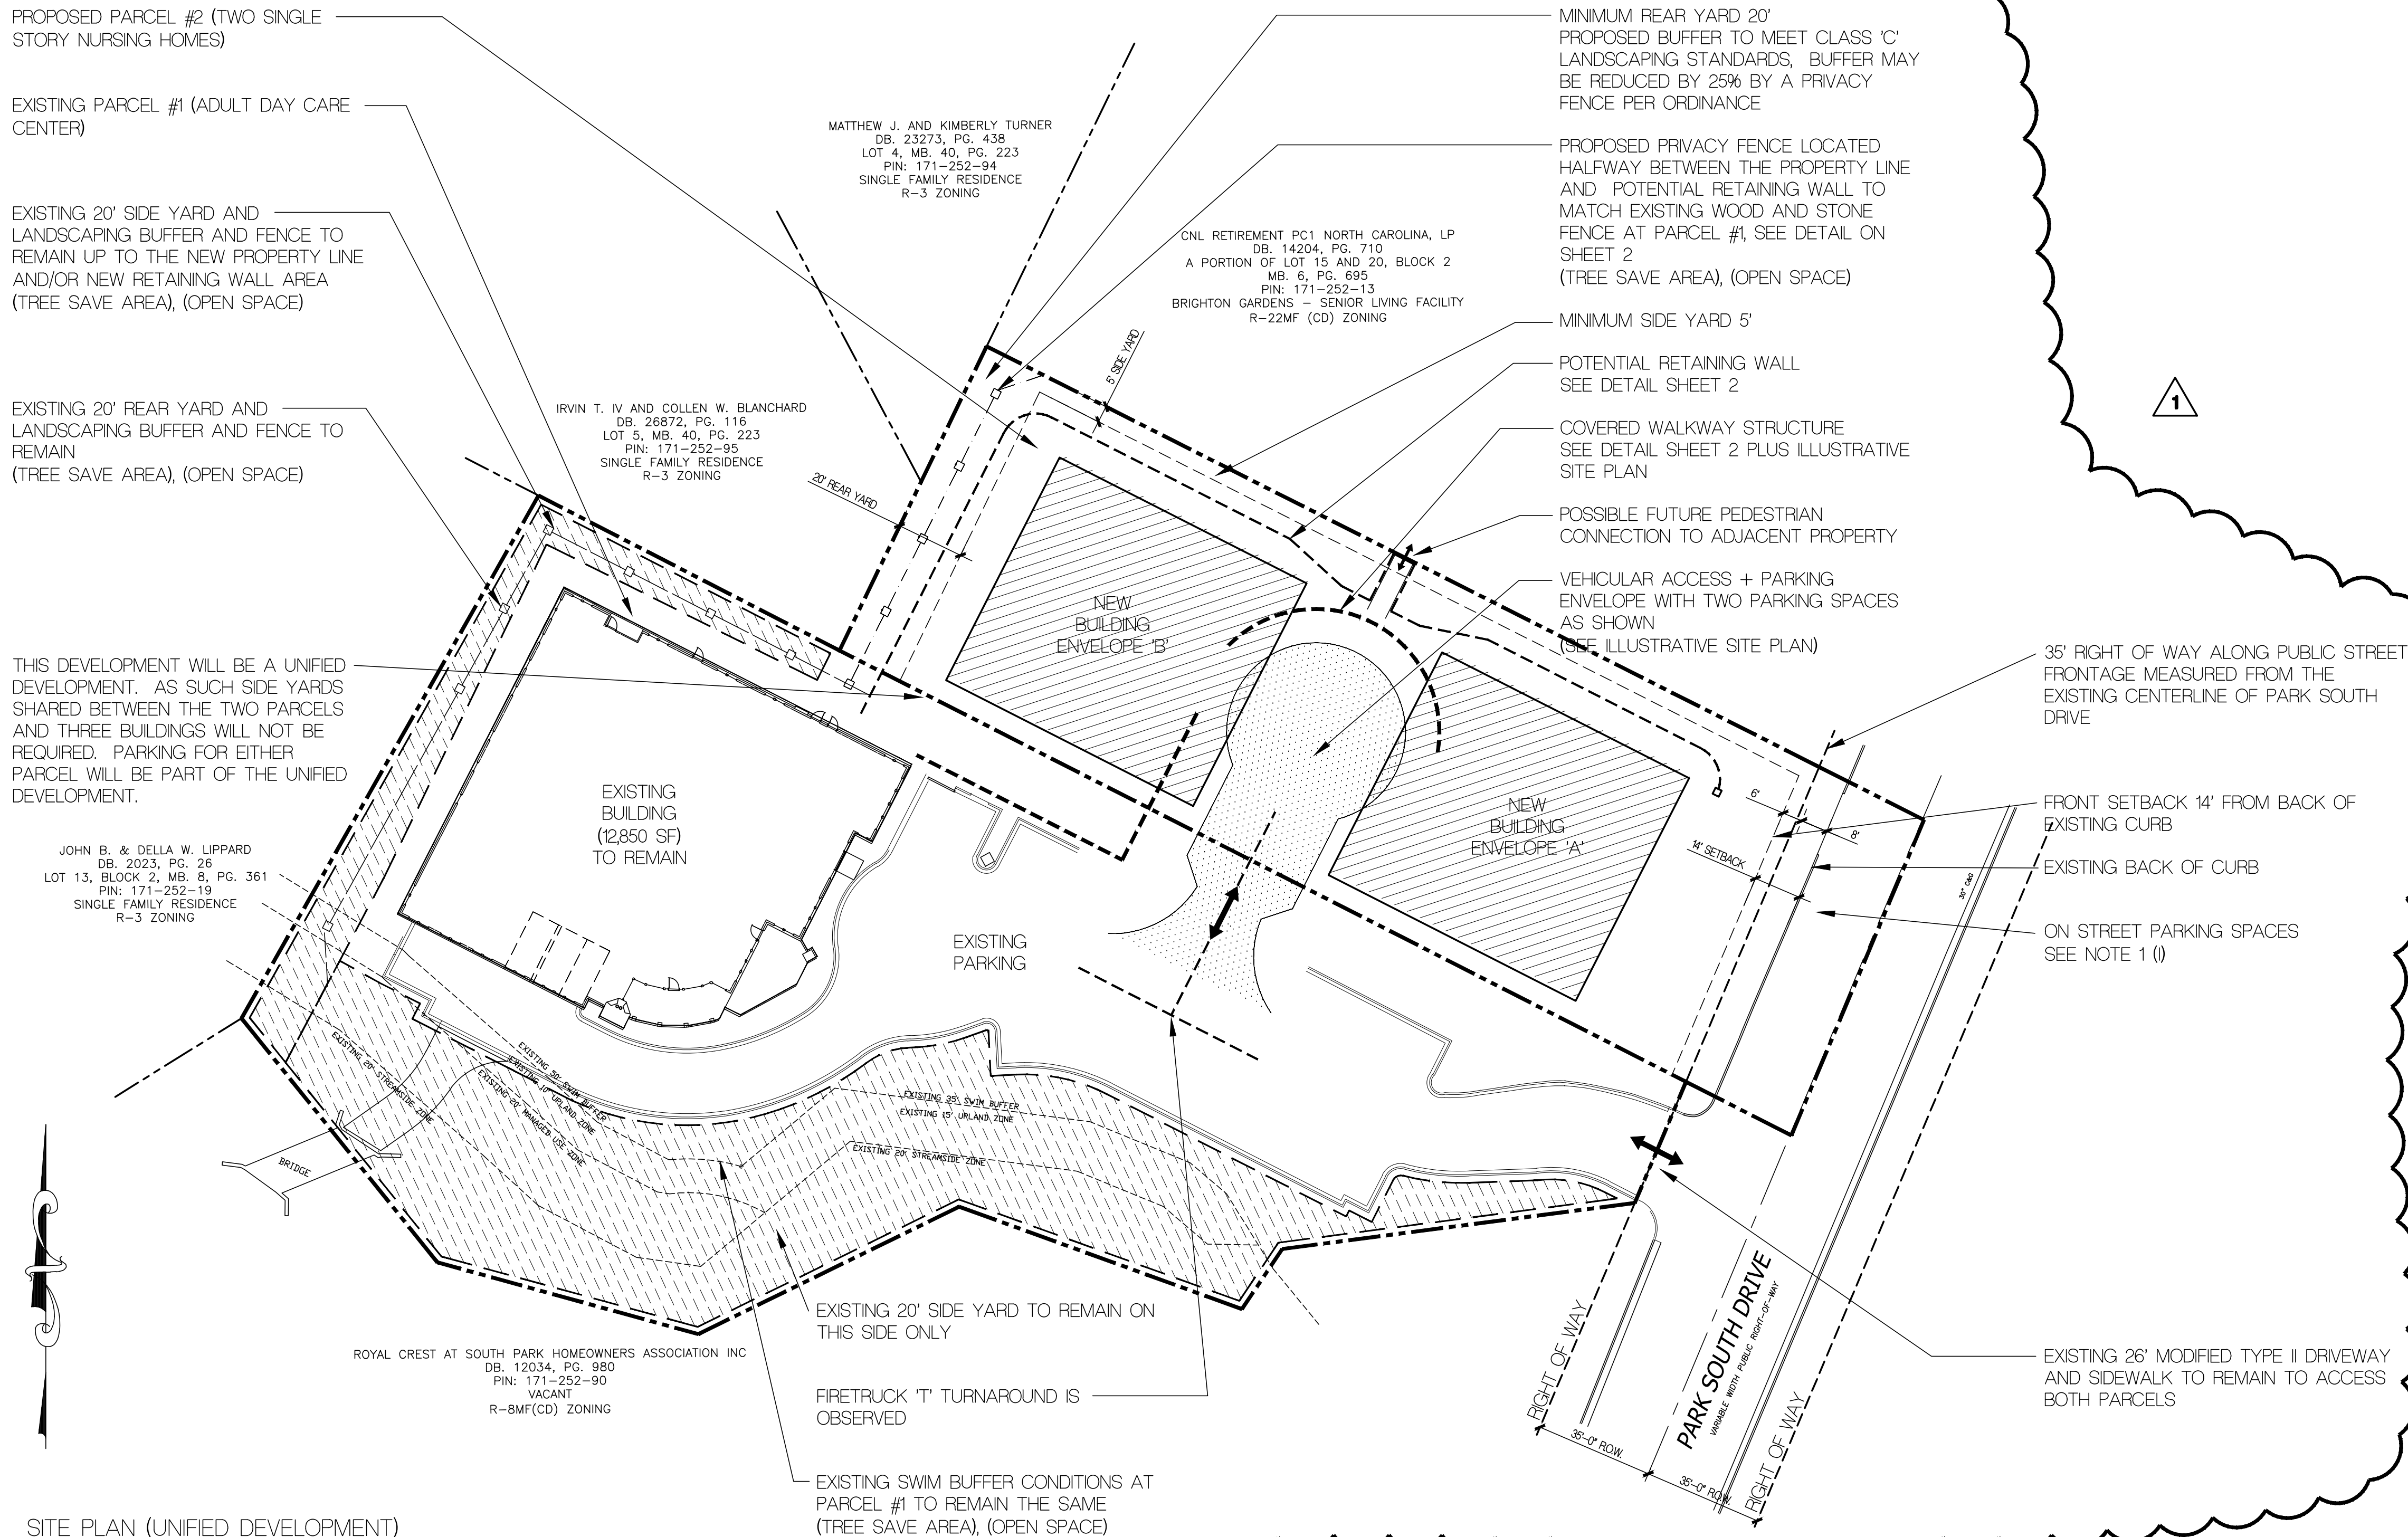 PROPOSED PARCEL #2 (TWO SINGLE
STORY NURSING HOMES)
EXISTING PARCEL #1 (ADULT DAY CARE
CENTER)
EXISTING 20' SIDE YARD AND
LANDSCAPING BUFFER AND FENCE TO
REMAIN UP TO THE NEW PROPERTY LINE
AND/OR NEW RETAINING WALL AREA
(TREE SAVE AREA), (OPEN SPACE)
EXISTING 20' REAR YARD AND
LANDSCAPING BUFFER AND FENCE TO
REMAIN
(TREE SAVE AREA), (OPEN SPACE)
THIS DEVELOPMENT WILL BE A UNIFIED
DEVELOPMENT. AS SUCH SIDE YARDS
SHARED BETWEEN THE TWO PARCELS
AND THREE BUILDINGS WILL NOT BE
REQUIRED. PARKING FOR EITHER
PARCEL WILL BE PART OF THE UNIFIED
DEVELOPMENT.
JOHN B. & DELLA W. LIPPARD
DB. 2023, PG. 26
LOT 13, BLOCK 2, MB. 8, PG. 361
PIN: 171-252-19
SINGLE FAMILY RESIDENCE
R-3 ZONING
MATTHEW J. AND KIMBERLY TURNER
DB. 23273, PG. 438
LOT 4, MB. 40, PG. 223
PIN: 171-252-94
SINGLE FAMILY RESIDENCE
R-3 ZONING
CNL RETIREMENT PC1 NORTH CAROLINA, LP
DB. 14204, PG. 710
A PORTION OF LOT 15 AND 20, BLOCK 2
MB. 6, PG. 695
PIN: 171-252-13
BRIGHTON GARDENS - SENIOR LIVING FACILITY
R-22MF (CD) ZONING
IRVIN T. IV AND COLLEN W. BLANCHARD
DB. 26872, PG. 116
LOT 5, MB. 40, PG. 223
PIN: 171-252-95
SINGLE FAMILY RESIDENCE
R-3 ZONING
20' REAR YARD
5' SIDE YARD
MINIMUM REAR YARD 20'
PROPOSED BUFFER TO MEET CLASS 'C'
LANDSCAPING STANDARDS, BUFFER MAY
BE REDUCED BY 25% BY A PRIVACY
FENCE PER ORDINANCE
PROPOSED PRIVACY FENCE LOCATED
HALFWAY BETWEEN THE PROPERTY LINE
AND POTENTIAL RETAINING WALL TO
MATCH EXISTING WOOD AND STONE
FENCE AT PARCEL #1, SEE DETAIL ON
SHEET 2
(TREE SAVE AREA), (OPEN SPACE)
MINIMUM SIDE YARD 5'
POTENTIAL RETAINING WALL
SEE DETAIL SHEET 2
COVERED WALKWAY STRUCTURE
SEE DETAIL SHEET 2 PLUS ILLUSTRATIVE
SITE PLAN
POSSIBLE FUTURE PEDESTRIAN
CONNECTION TO ADJACENT PROPERTY
VEHICULAR ACCESS + PARKING
ENVELOPE WITH TWO PARKING SPACES
AS SHOWN
(SEE ILLUSTRATIVE SITE PLAN)
1
35' RIGHT OF WAY ALONG PUBLIC STREET
FRONTAGE MEASURED FROM THE
EXISTING CENTERLINE OF PARK SOUTH
DRIVE
FRONT SETBACK 14' FROM BACK OF
EXISTING CURB
EXISTING BACK OF CURB
ON STREET PARKING SPACES
SEE NOTE 1 (I)
EXISTING 26' MODIFIED TYPE II DRIVEWAY
AND SIDEWALK TO REMAIN TO ACCESS
BOTH PARCELS
NEW
BUILDING
ENVELOPE 'B'
NEW
BUILDING
ENVELOPE 'A'
EXISTING
BUILDING
(12,850 SF)
TO REMAIN
EXISTING
PARKING
6'
8'
14' SETBACK
30" C&G
EXISTING 50' SWIM BUFFER
EXISTING 10' UPLAND ZONE
EXISTING 20' MANAGED USE ZONE
EXISTING 20' STREAMSIDE ZONE
EXISTING 35' SWIM BUFFER
EXISTING 15' UPLAND ZONE
EXISTING 20' STREAMSIDE ZONE
BRIDGE
ROYAL CREST AT SOUTH PARK HOMEOWNERS ASSOCIATION INC
DB. 12034, PG. 980
PIN: 171-252-90
VACANT
R-8MF(CD) ZONING
EXISTING 20' SIDE YARD TO REMAIN ON
THIS SIDE ONLY
FIRETRUCK 'T' TURNAROUND IS
OBSERVED
EXISTING SWIM BUFFER CONDITIONS AT
PARCEL #1 TO REMAIN THE SAME
(TREE SAVE AREA), (OPEN SPACE)
RIGHT OF WAY
PARK SOUTH DRIVE
VARIABLE WIDTH PUBLIC RIGHT-OF-WAY
RIGHT OF WAY
35'-0" R.O.W.
35'-0" R.O.W.
SITE PLAN (UNIFIED DEVELOPMENT)